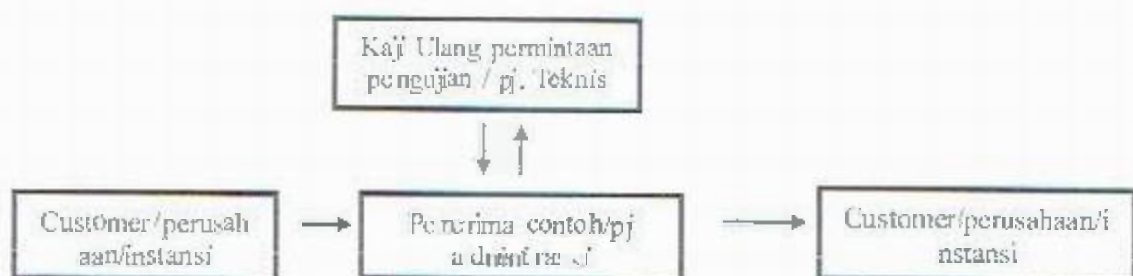 Kaji Ulang permintaan
pengujian / pj. Teknis
Customer/perusah
aan/instansi
Penerima contoh/pj
Customer/perusahaan/i
nstansi